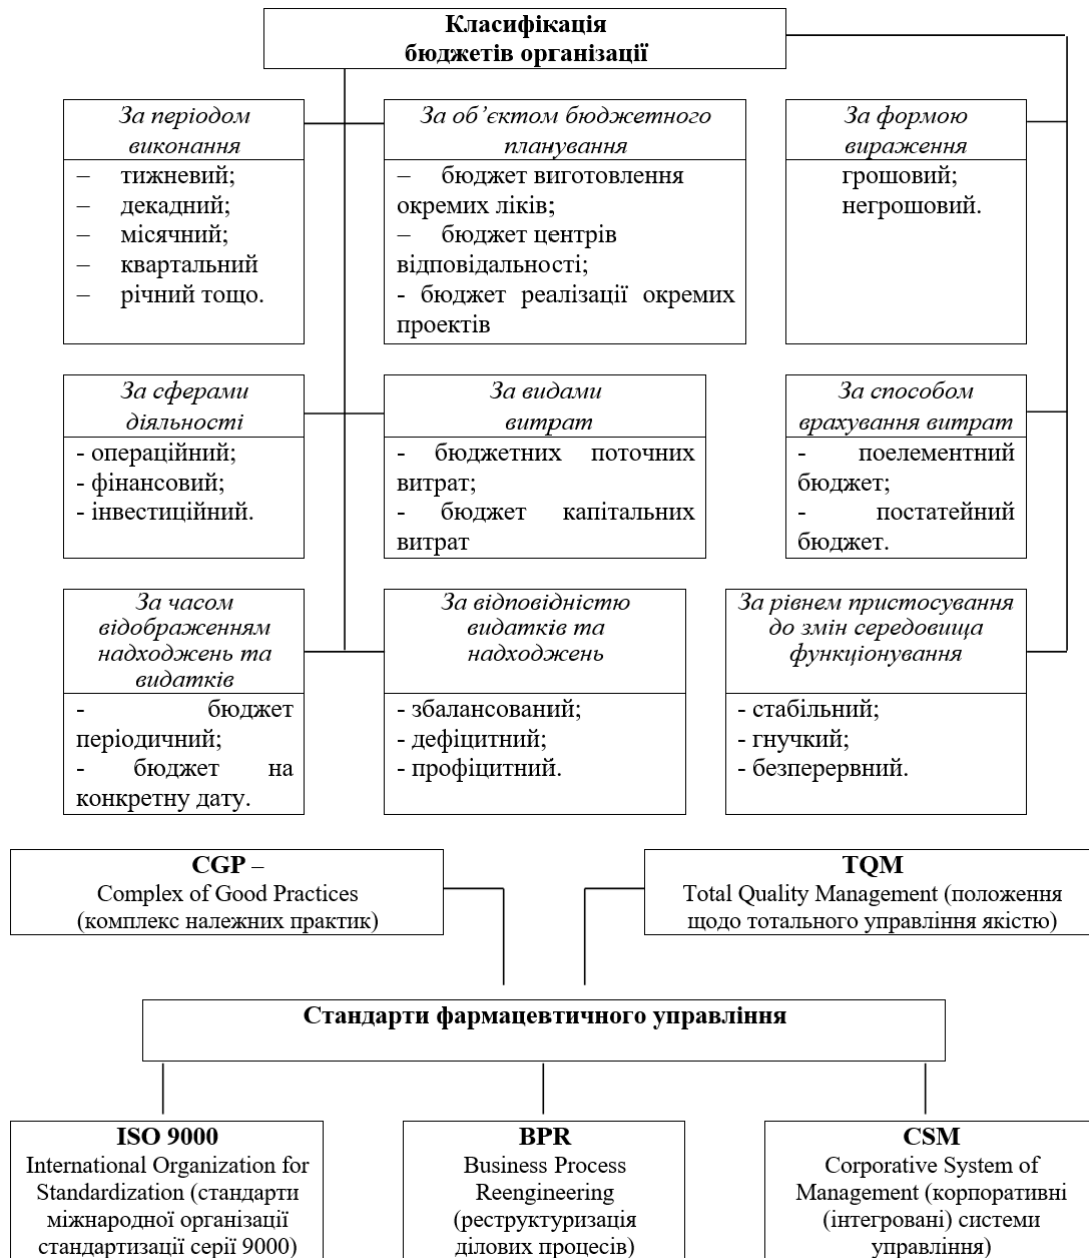 Класифікація
бюджетів організації
За періодом
виконання
– тижневий;
– декадний;
– місячний;
– квартальний
– річний тощо.
За об’єктом бюджетного
планування
– бюджет виготовлення
окремих ліків;
– бюджет центрів
відповідальності;
- бюджет реалізації окремих
проектів
За формою
вираження
грошовий;
негрошовий.
За сферами
діяльності
- операційний;
- фінансовий;
- інвестиційний.
За видами
витрат
- бюджетних поточних
витрат;
- бюджет капітальних
витрат
За способом
врахування витрат
- поелементний
бюджет;
- постатейний
бюджет.
За часом
відображенням
надходжень та
видатків
- бюджет
періодичний;
- бюджет на
конкретну дату.
За відповідністю
видатків та
надходжень
- збалансований;
- дефіцитний;
- профіцитний.
За рівнем пристосування
до змін середовища
функціонування
- стабільний;
- гнучкий;
- безперервний.
CGP –
Complex of Good Practices
(комплекс належних практик)
TQM
Total Quality Management (положення
щодо тотального управління якістю)
Стандарти фармацевтичного управління
ISO 9000
International Organization for
Standardization (стандарти
міжнародної організації
стандартизації серії 9000)
BPR
Business Process
Reengineering
(реструктуризація
ділових процесів)
CSM
Corporative System of
Management (корпоративні
(інтегровані) системи
управління)